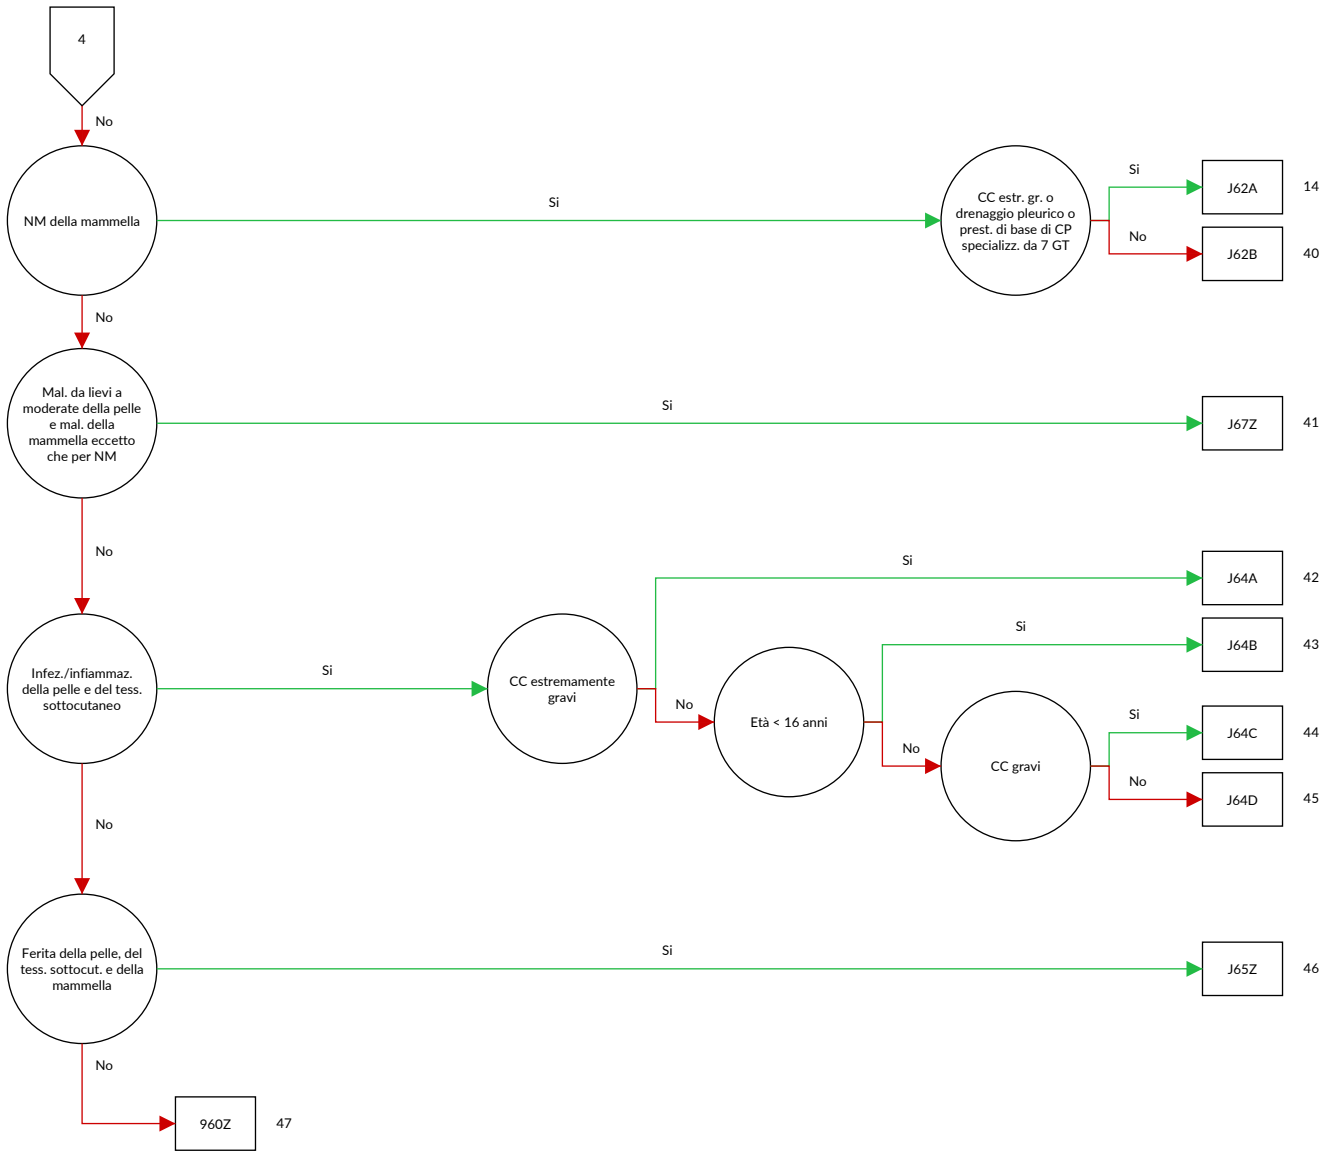 4
No
NM della mammella
Si
CC estr. gr. o
drenaggio pleurico o
prest. di base di CP
specializz. da 7 GT
Si
J62A
14
No
J62B
40
No
Mal. da lievi a
moderate della pelle
e mal. della
mammella eccetto
che per NM
Si
J67Z
41
No
Infez./infiammaz.
della pelle e del tess.
sottocutaneo
Si
CC estremamente
gravi
Si
J64A
42
No
Età < 16 anni
Si
J64B
43
No
CC gravi
Si
J64C
44
No
J64D
45
No
Ferita della pelle, del
tess. sottocut. e della
mammella
Si
J65Z
46
No
960Z
47